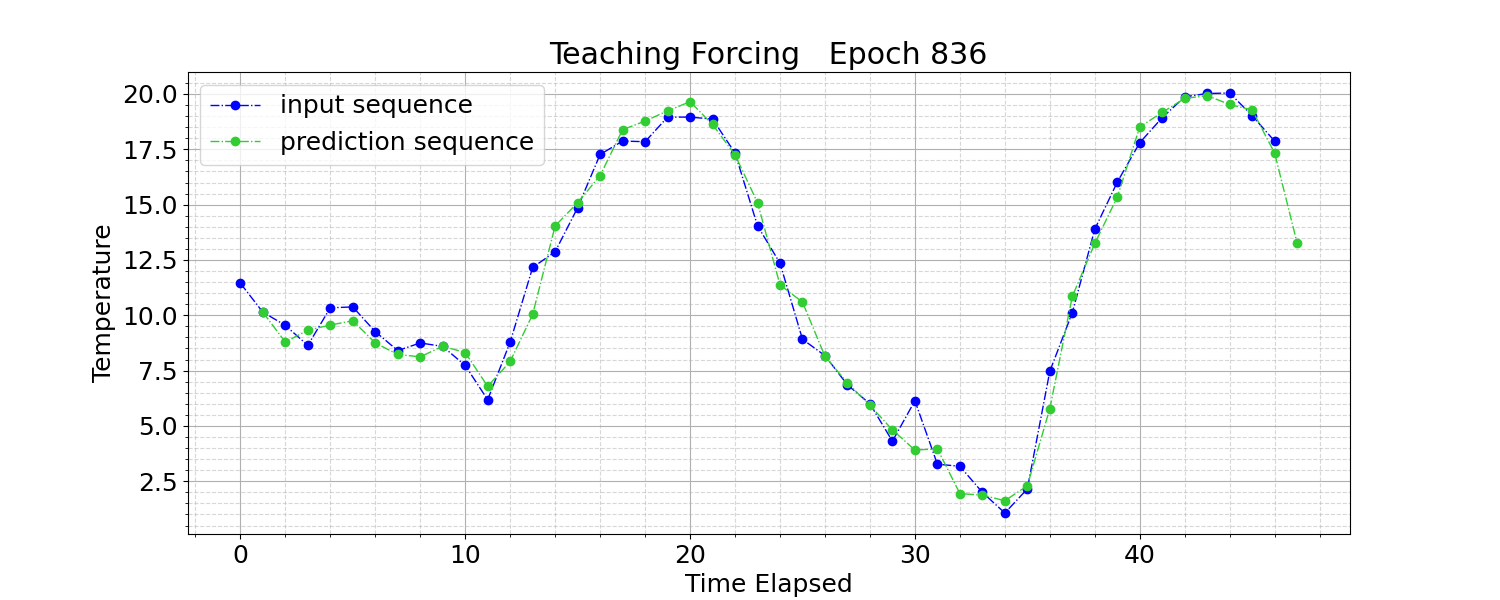 Teaching Forcing   Epoch 836
input sequence
prediction sequence
Temperature
20.0
17.5
15.0
12.5
10.0
7.5
5.0
2.5
0 10 20 30 40
Time Elapsed